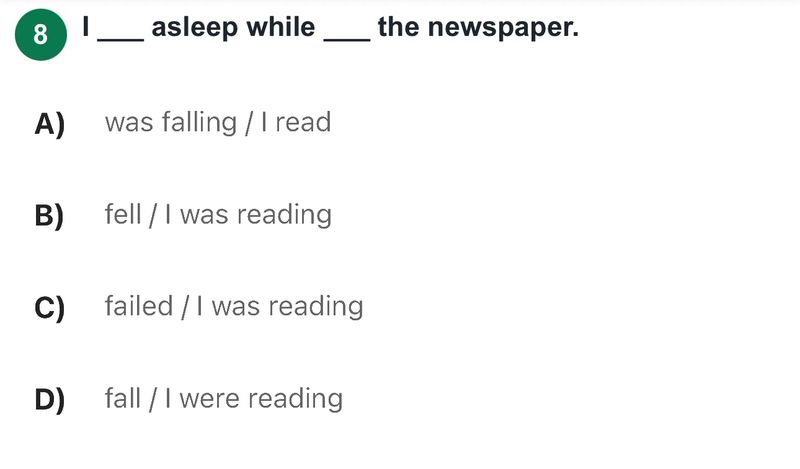 8 I ___ asleep while ___ the newspaper.
A) was falling / I read
B) fell / I was reading
C) failed / I was reading
D) fall / I were reading